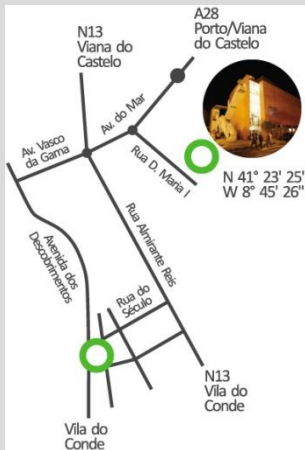 N13
Viana do
Castelo
A28
Porto/Viana
do Castelo
Av. Vasco
da Gama
Av. do Mar
Rua D. Maria I
N 41° 23' 25"
W 8° 45' 26"
Avenida dos
Descobrimentos
Rua Almirante Reis
Rua do
Século
N13
Vila do
Conde
Vila do
Conde